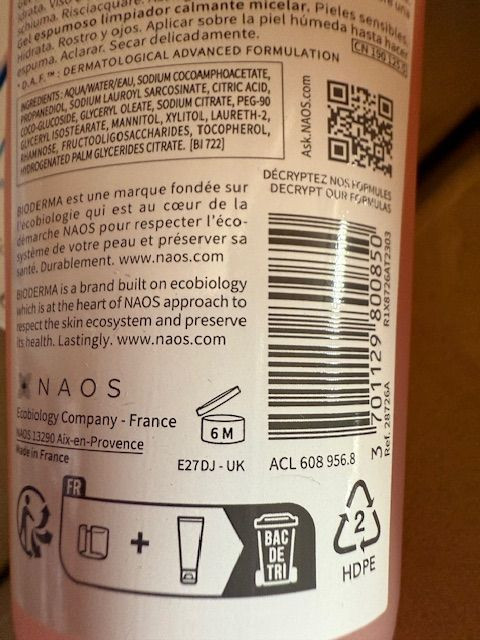 Gel espumoso limpiador calmante micelar. Pieles sensibles.
Hidrata. Rostro y ojos. Aplicar sobre la piel húmeda hasta hacer
espuma. Aclarar. Secar delicadamente.
CN 190 125.0
* D.A.F.™: DERMATOLOGICAL ADVANCED FORMULATION
INGREDIENTS: AQUA/WATER/EAU, SODIUM COCOAMPHOACETATE,
PROPANEDIOL, SODIUM LAUROYL SARCOSINATE, CITRIC ACID,
COCO-GLUCOSIDE, GLYCERYL OLEATE, SODIUM CITRATE, PEG-90
GLYCERYL ISOSTEARATE, MANNITOL, XYLITOL, LAURETH-2,
RHAMNOSE, FRUCTOOLIGOSACCHARIDES, TOCOPHEROL,
HYDROGENATED PALM GLYCERIDES CITRATE. [BI 722]
Ask.NAOS.com
DÉCRYPTEZ NOS FORMULES
DECRYPT OUR FORMULAS
BIODERMA est une marque fondée sur
l'écobiologie qui est au cœur de la
démarche NAOS pour respecter l'éco-
système de votre peau et préserver sa
santé. Durablement. www.naos.com
BIODERMA is a brand built on ecobiology
which is at the heart of NAOS approach to
respect the skin ecosystem and preserve
its health. Lastingly. www.naos.com
NAOS
Ecobiology Company - France
NAOS 13290 Aix-en-Provence
Made in France
6 M
E27DJ - UK
ACL 608 956.8
3 701129 800850
R1X8726AT2303
Ref. 28726A
FR
+
BAC
DE
TRI
2
HDPE